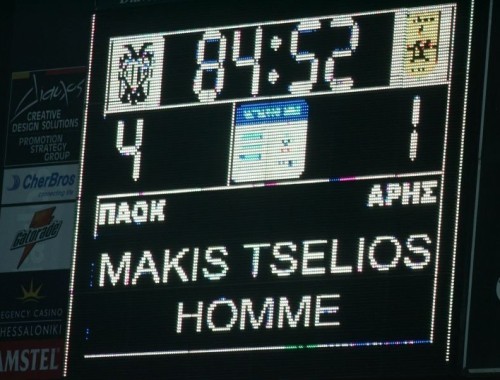 84:52
4 1
ΠΑΟΚ ΑΡΗΣ
MAKIS TSELIOS
HOMME
CREATIVE
DESIGN SOLUTIONS
PROMOTION
STRATEGY
GROUP
CherBros
Gatorade
REGENCY CASINO
THESSALONIKI
AMSTEL